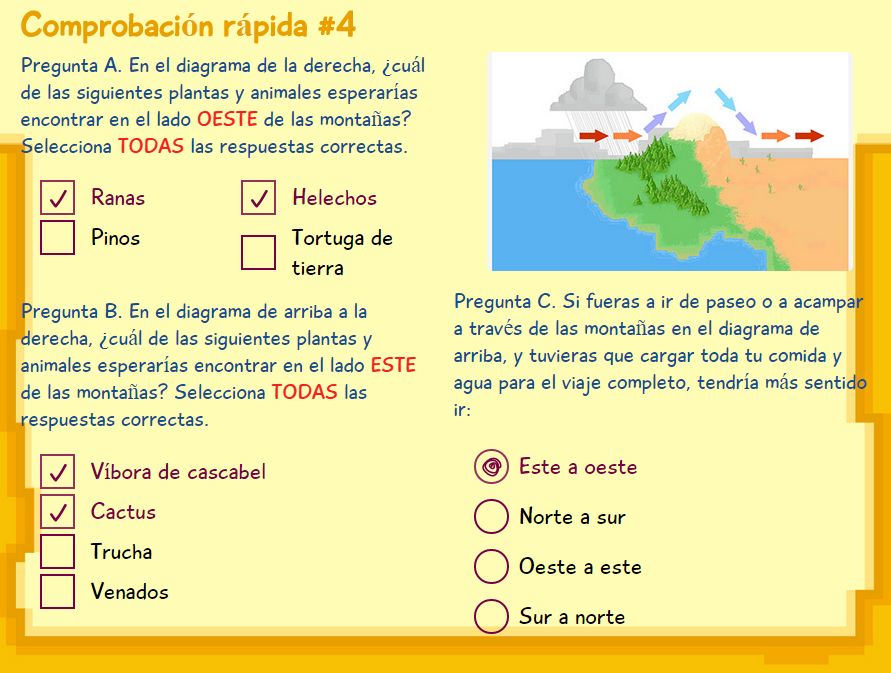 Comprobación rápida #4
Pregunta A. En el diagrama de la derecha, ¿cuál
de las siguientes plantas y animales esperarías
encontrar en el lado OESTE de las montañas?
Selecciona TODAS las respuestas correctas.
Ranas
Helechos
Pinos
Tortuga de
tierra
Pregunta B. En el diagrama de arriba a la
derecha, ¿cuál de las siguientes plantas y
animales esperarías encontrar en el lado ESTE
de las montañas? Selecciona TODAS las
respuestas correctas.
Víbora de cascabel
Cactus
Trucha
Venados
Pregunta C. Si fueras a ir de paseo o a acampar
a través de las montañas en el diagrama de
arriba, y tuvieras que cargar toda tu comida y
agua para el viaje completo, tendría más sentido
ir:
Este a oeste
Norte a sur
Oeste a este
Sur a norte